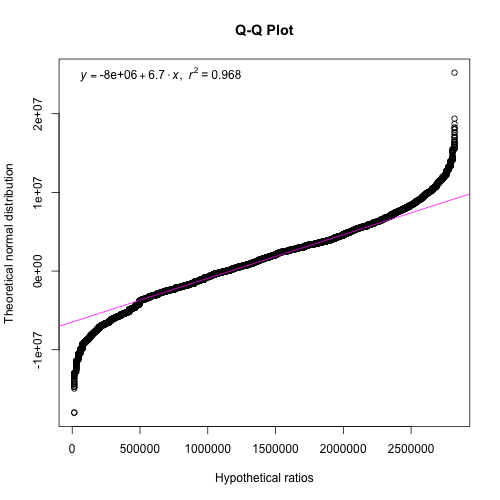 Q-Q Plot
y = -8e+06 + 6.7 · x, r² = 0.968
2e+07
1e+07
0e+00
-1e+07
Theoretical normal distribution
0 500000 1000000 1500000 2000000 2500000
Hypothetical ratios